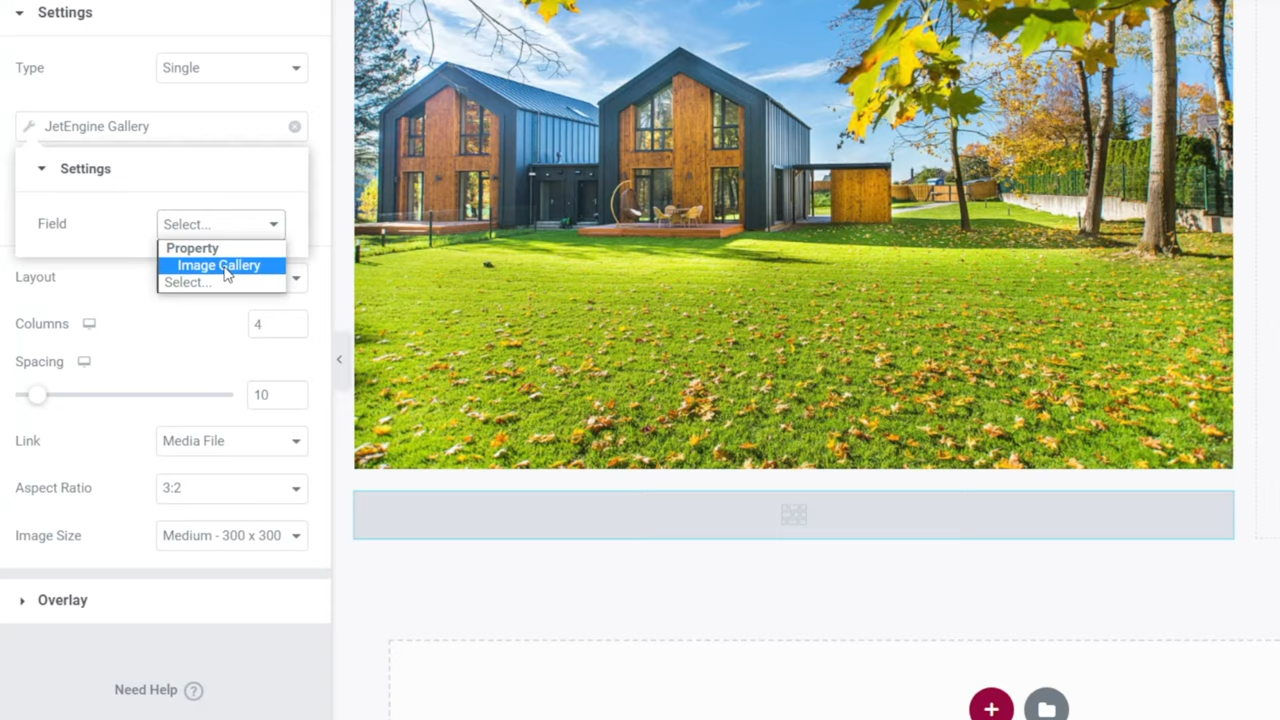 Settings
Type Single
JetEngine Gallery
Settings
Field Select...
Property
Image Gallery
Select...
Layout
Columns 4
Spacing
10
Link Media File
Aspect Ratio 3:2
Image Size Medium - 300 x 300
Overlay
Need Help ?